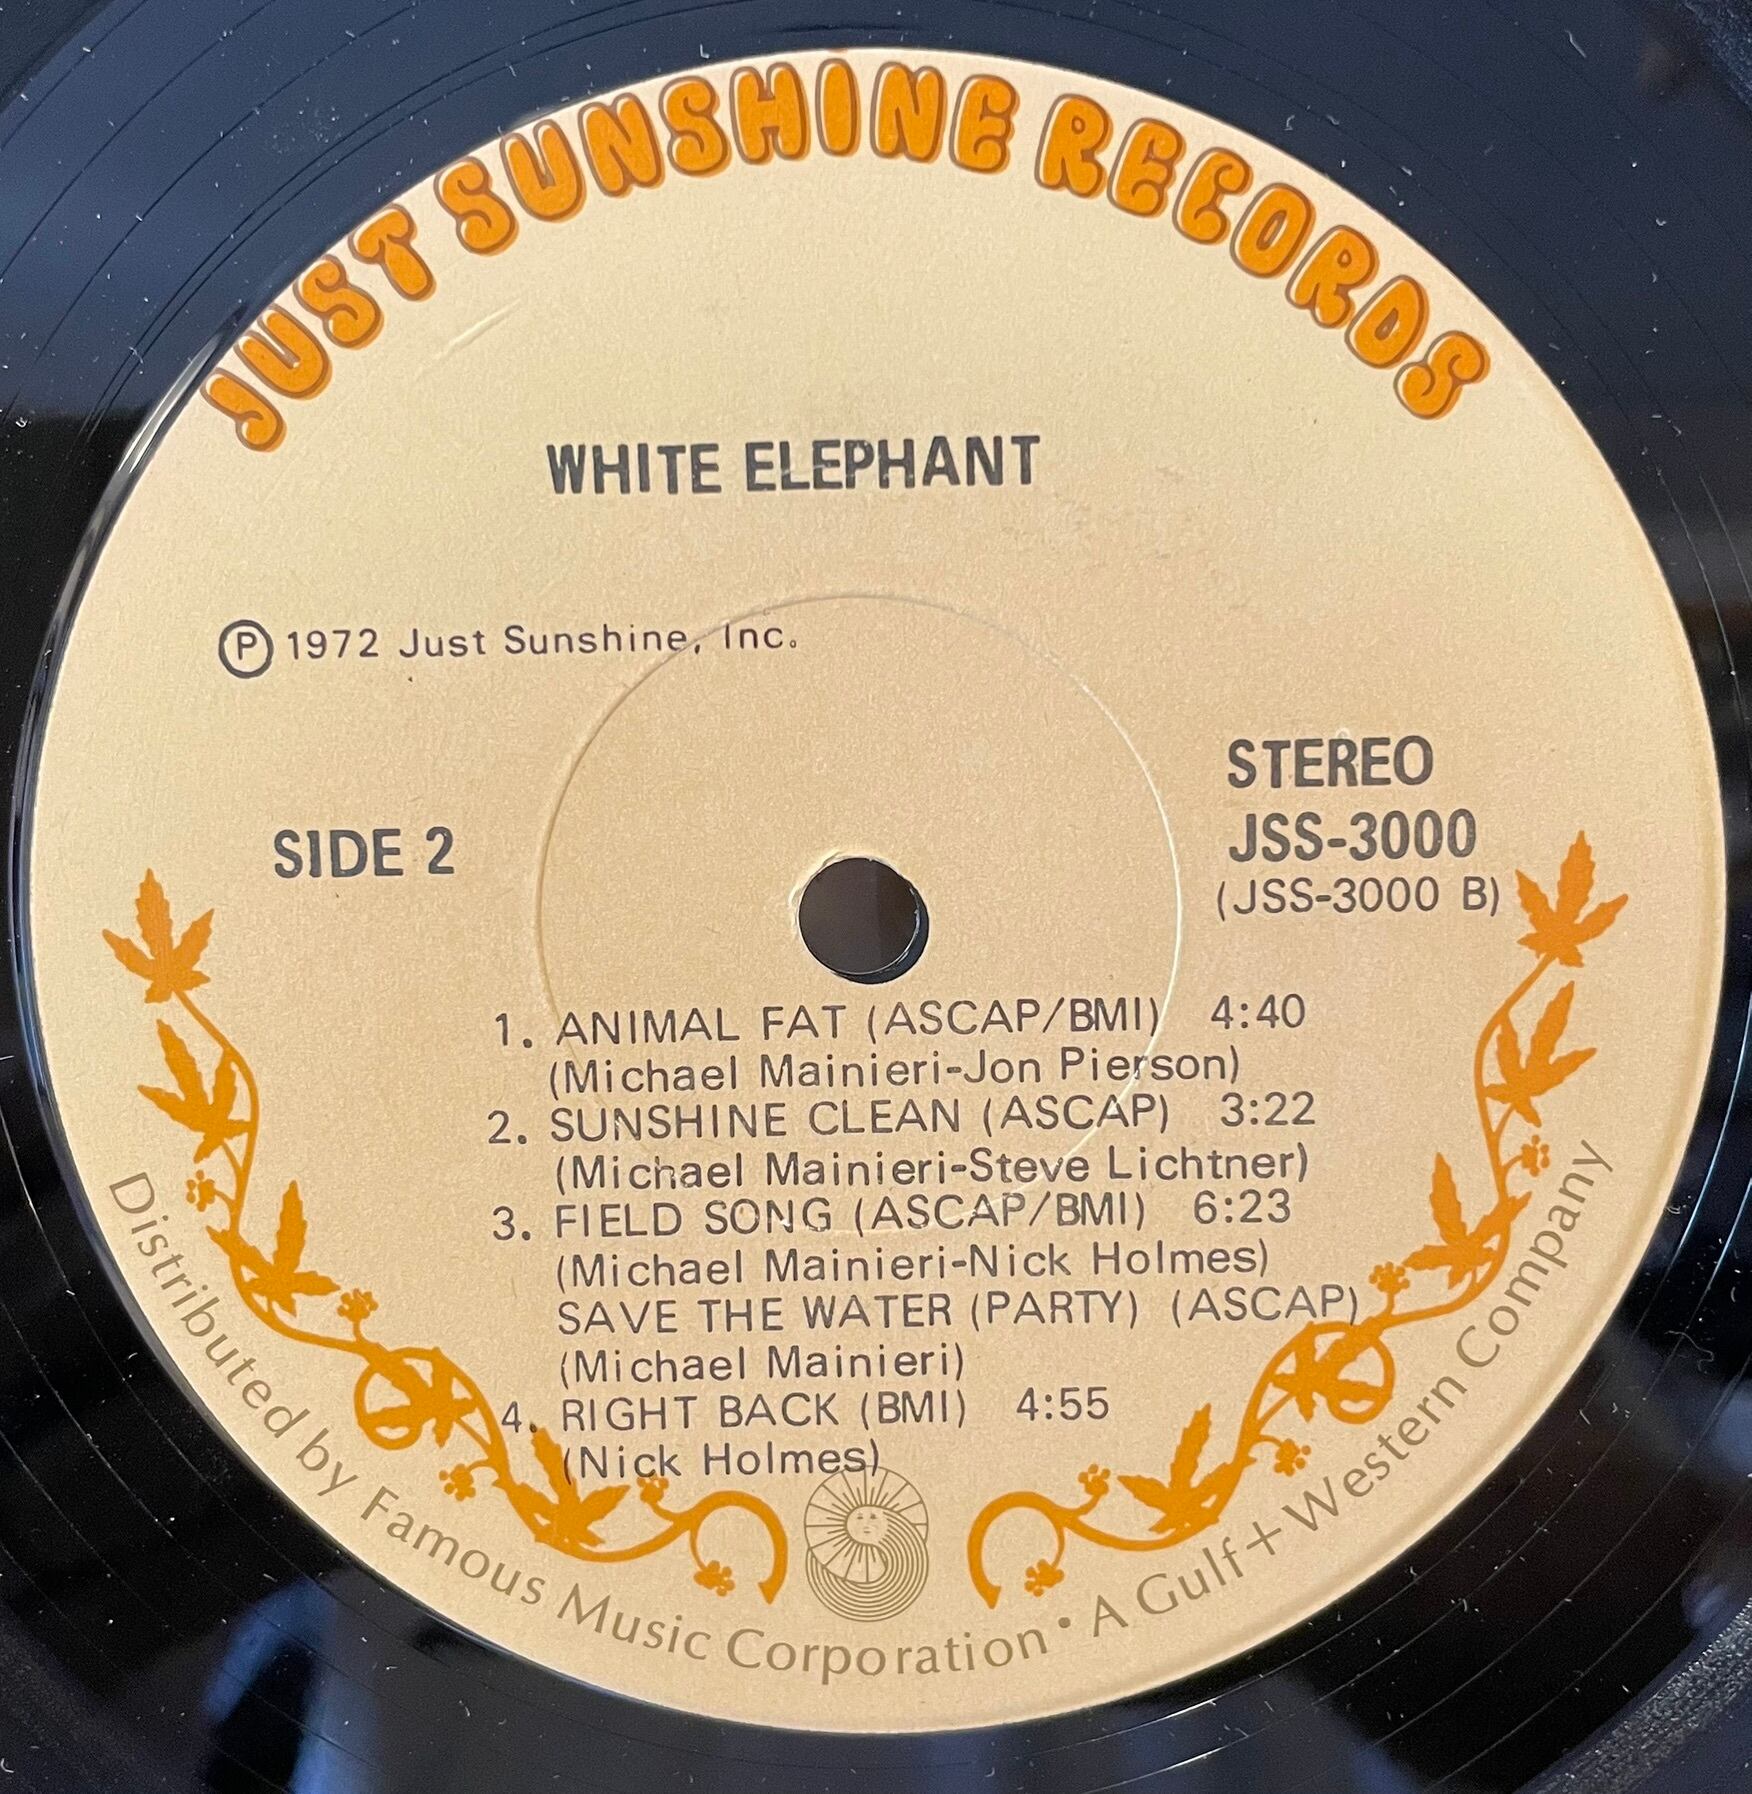 JUST SUNSHINE RECORDS
WHITE ELEPHANT
Ⓟ 1972 Just Sunshine, Inc.
STEREO
SIDE 2
JSS-3000
(JSS-3000 B)
1. ANIMAL FAT (ASCAP/BMI) 4:40
(Michael Mainieri-Jon Pierson)
2. SUNSHINE CLEAN (ASCAP) 3:22
(Michael Mainieri-Steve Lichtner)
3. FIELD SONG (ASCAP/BMI) 6:23
(Michael Mainieri-Nick Holmes)
SAVE THE WATER (PARTY) (ASCAP)
(Michael Mainieri)
4. RIGHT BACK (BMI) 4:55
(Nick Holmes)
Distributed by Famous Music Corporation • A Gulf+Western Company